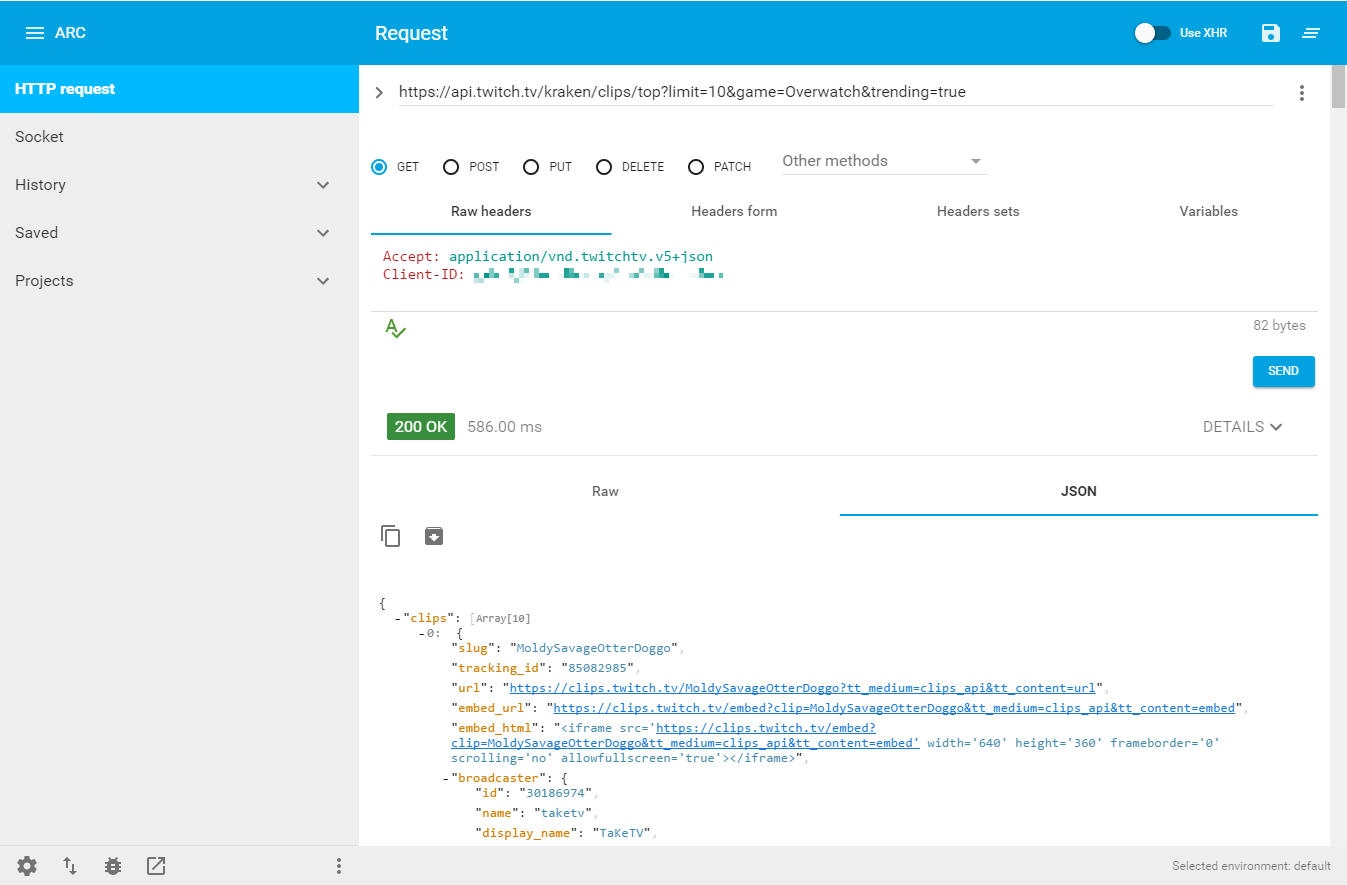 ARC
Request
Use XHR
HTTP request
Socket
History
Saved
Projects
https://api.twitch.tv/kraken/clips/top?limit=10&game=Overwatch&trending=true
GET POST PUT DELETE PATCH Other methods
Raw headers Headers form Headers sets Variables
Accept: application/vnd.twitchtv.v5+json
Client-ID:
A
82 bytes
SEND
200 OK 586.00 ms DETAILS
Raw JSON
{
-"clips": [Array[10]
-0: {
"slug": "MoldySavageOtterDoggo",
"tracking_id": "85082985",
"url": "https://clips.twitch.tv/MoldySavageOtterDoggo?tt_medium=clips_api&tt_content=url",
"embed_url": "https://clips.twitch.tv/embed?clip=MoldySavageOtterDoggo&tt_medium=clips_api&tt_content=embed",
"embed_html": "<iframe src='https://clips.twitch.tv/embed?
clip=MoldySavageOtterDoggo&tt_medium=clips_api&tt_content=embed' width='640' height='360' frameborder='0'
scrolling='no' allowfullscreen='true'></iframe>",
-"broadcaster": {
"id": "30186974",
"name": "taketv",
"display_name": "TaKeTV",
Selected environment: default